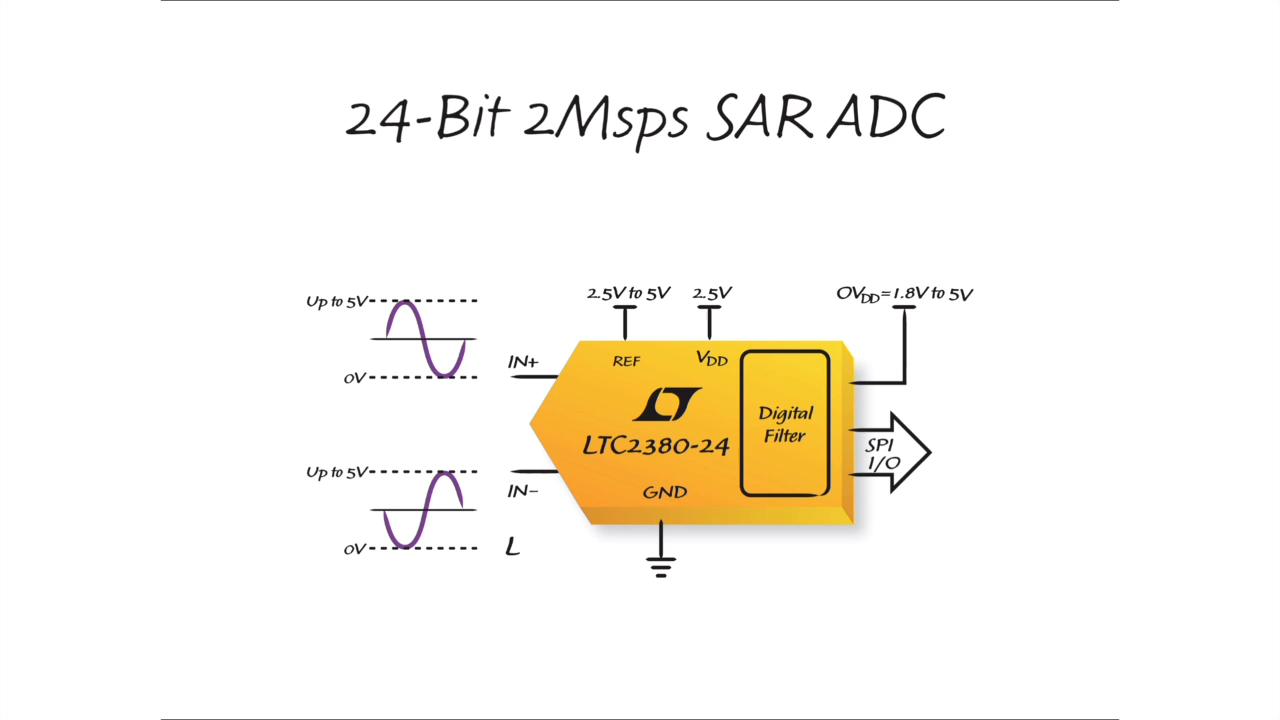 24-Bit 2Msps SAR ADC
2.5V to 5V
2.5V
OVDD=1.8V to 5V
Up to 5V
0V
IN+
REF
VDD
Digital
Filter
LTC2380-24
SPI
I/O
Up to 5V
0V
IN-
GND
L